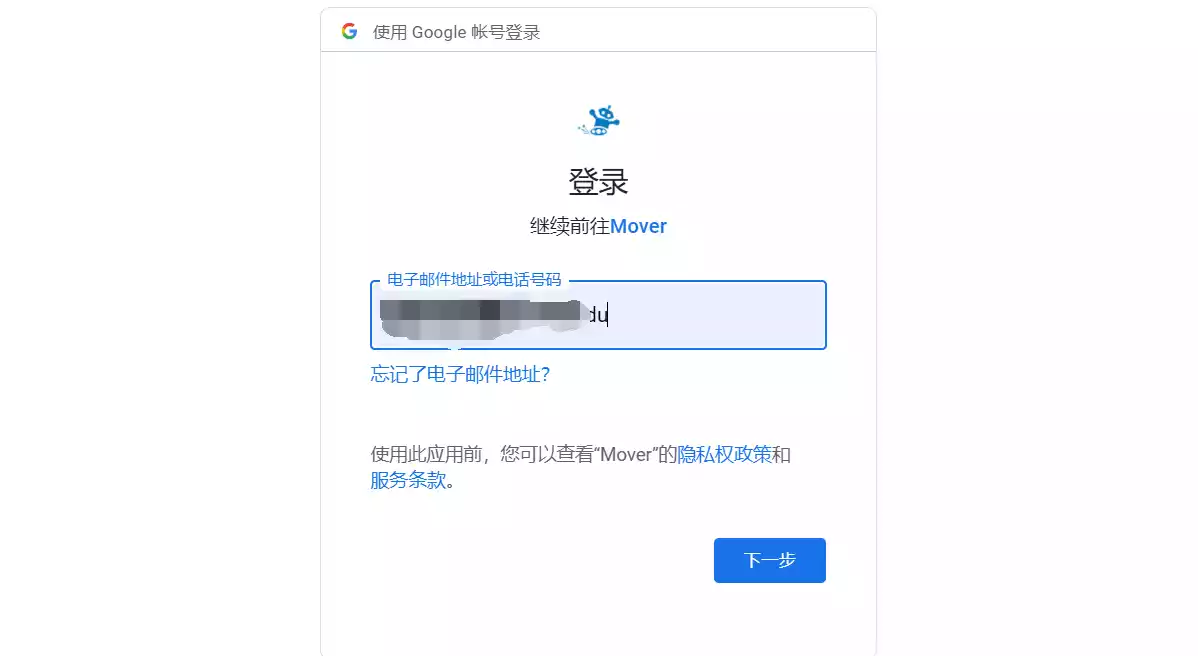 使用 Google 帐号登录
登录
继续前往Mover
电子邮件地址或电话号码
du
忘记了电子邮件地址？
使用此应用前，您可以查看“Mover”的隐私权政策和
服务条款。
下一步